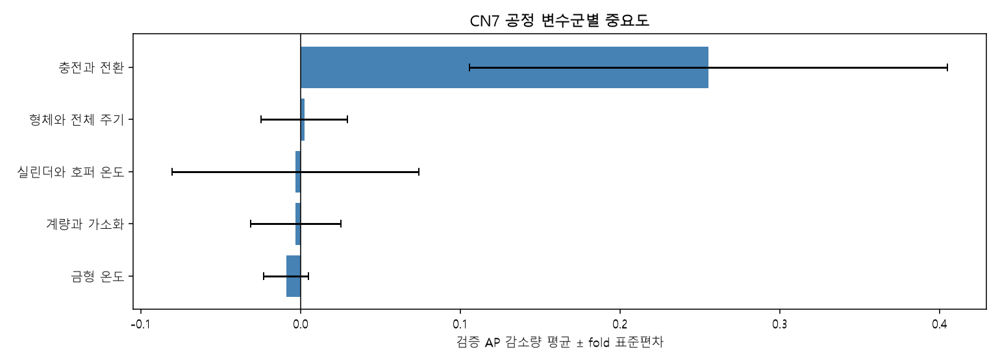 CN7 공정 변수군별 중요도
충전과 전환
형체와 전체 주기
실린더와 호퍼 온도
계량과 가소화
금형 온도
-0.1 0.0 0.1 0.2 0.3 0.4
검증 AP 감소량 평균 ± fold 표준편차